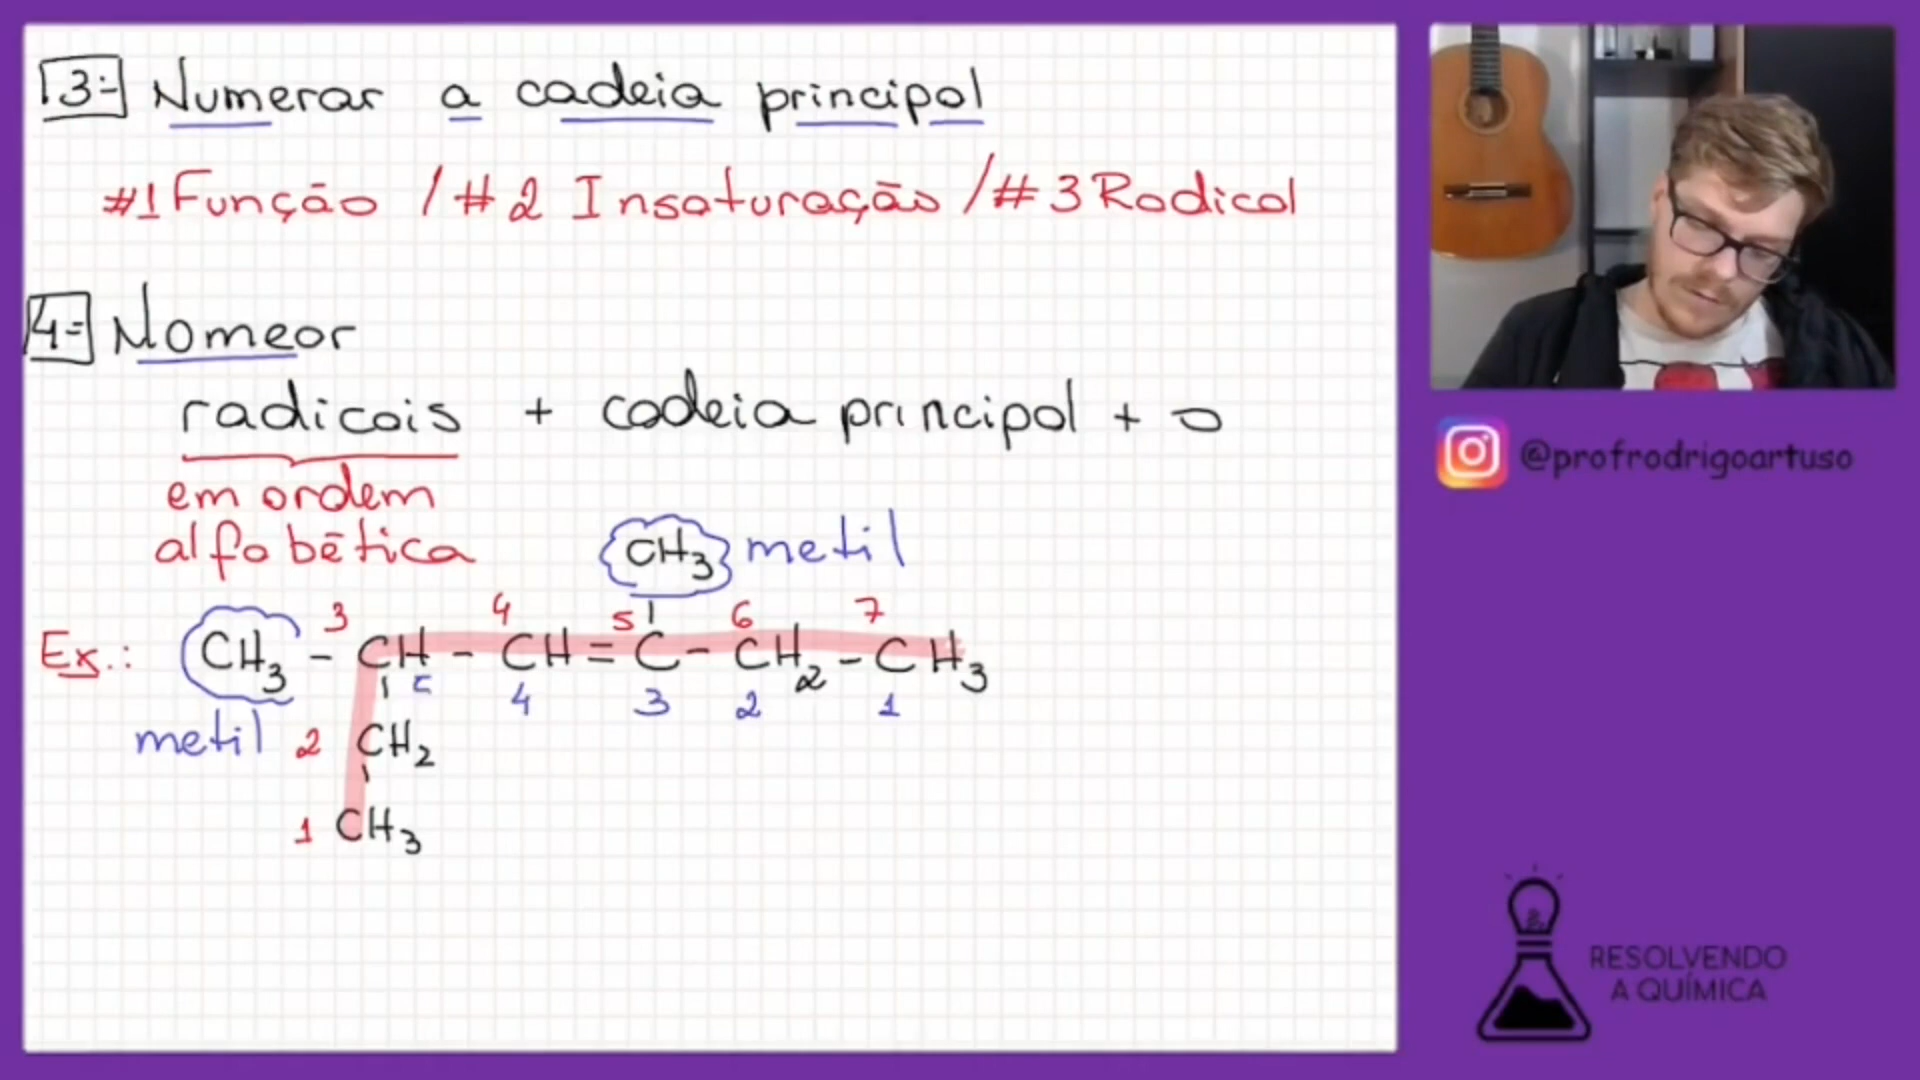 3= Numerar a cadeia principal
#1 Função / #2 Insaturação / #3 Radical
4= Nomear
radicais + cadeia principal + o
em ordem
alfabética
CH3 metil
3 4 5 6 7
Ex.: CH3 - CH - CH = C - CH2 - CH3
5 4 3 2 1
metil 2 CH2
1 CH3
@profrodrigoartuso
RESOLVENDO
A QUÍMICA